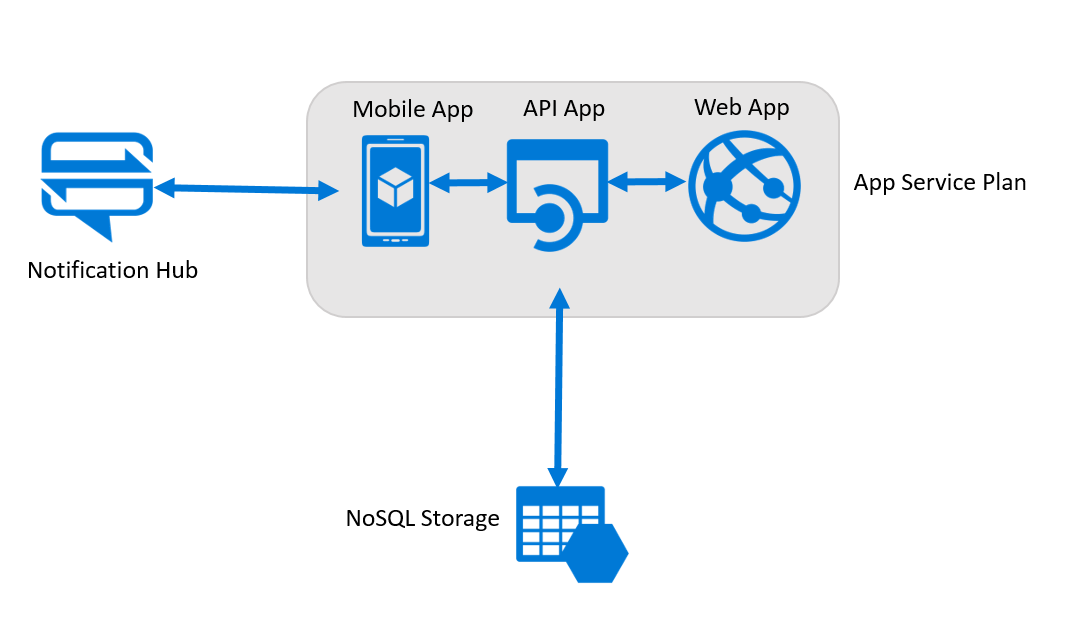 Mobile App
API App
Web App
App Service Plan
Notification Hub
NoSQL Storage